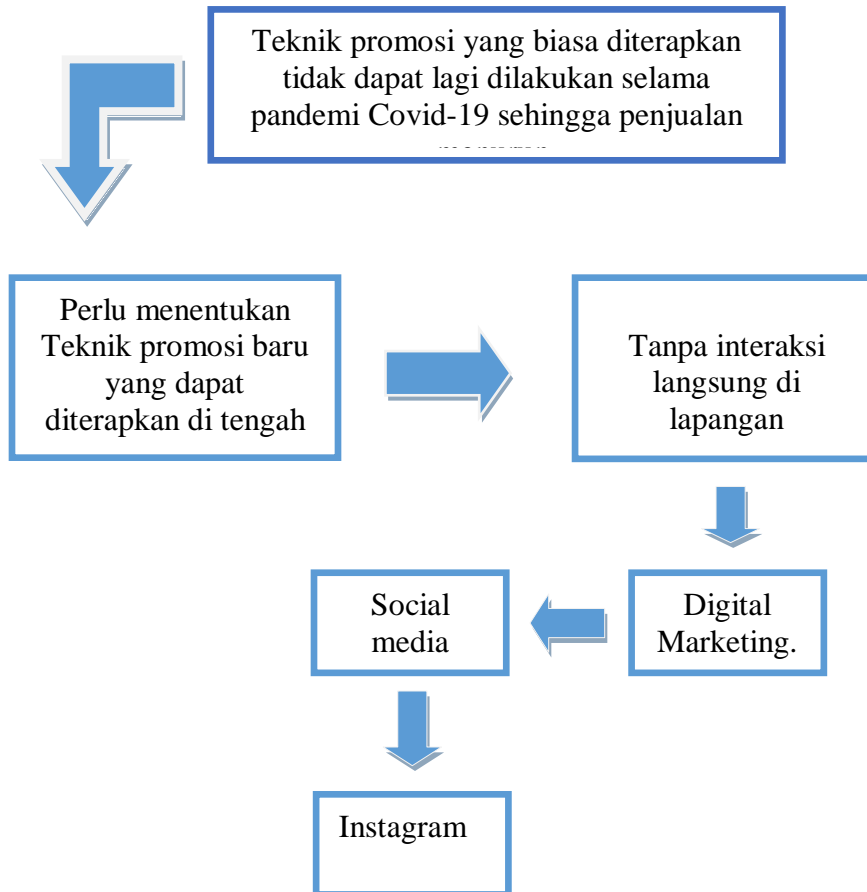 Teknik promosi yang biasa diterapkan
tidak dapat lagi dilakukan selama
pandemi Covid-19 sehingga penjualan
Perlu menentukan
Teknik promosi baru
yang dapat
diterapkan di tengah
Tanpa interaksi
langsung di
lapangan
Digital
Marketing.
Social
media
Instagram